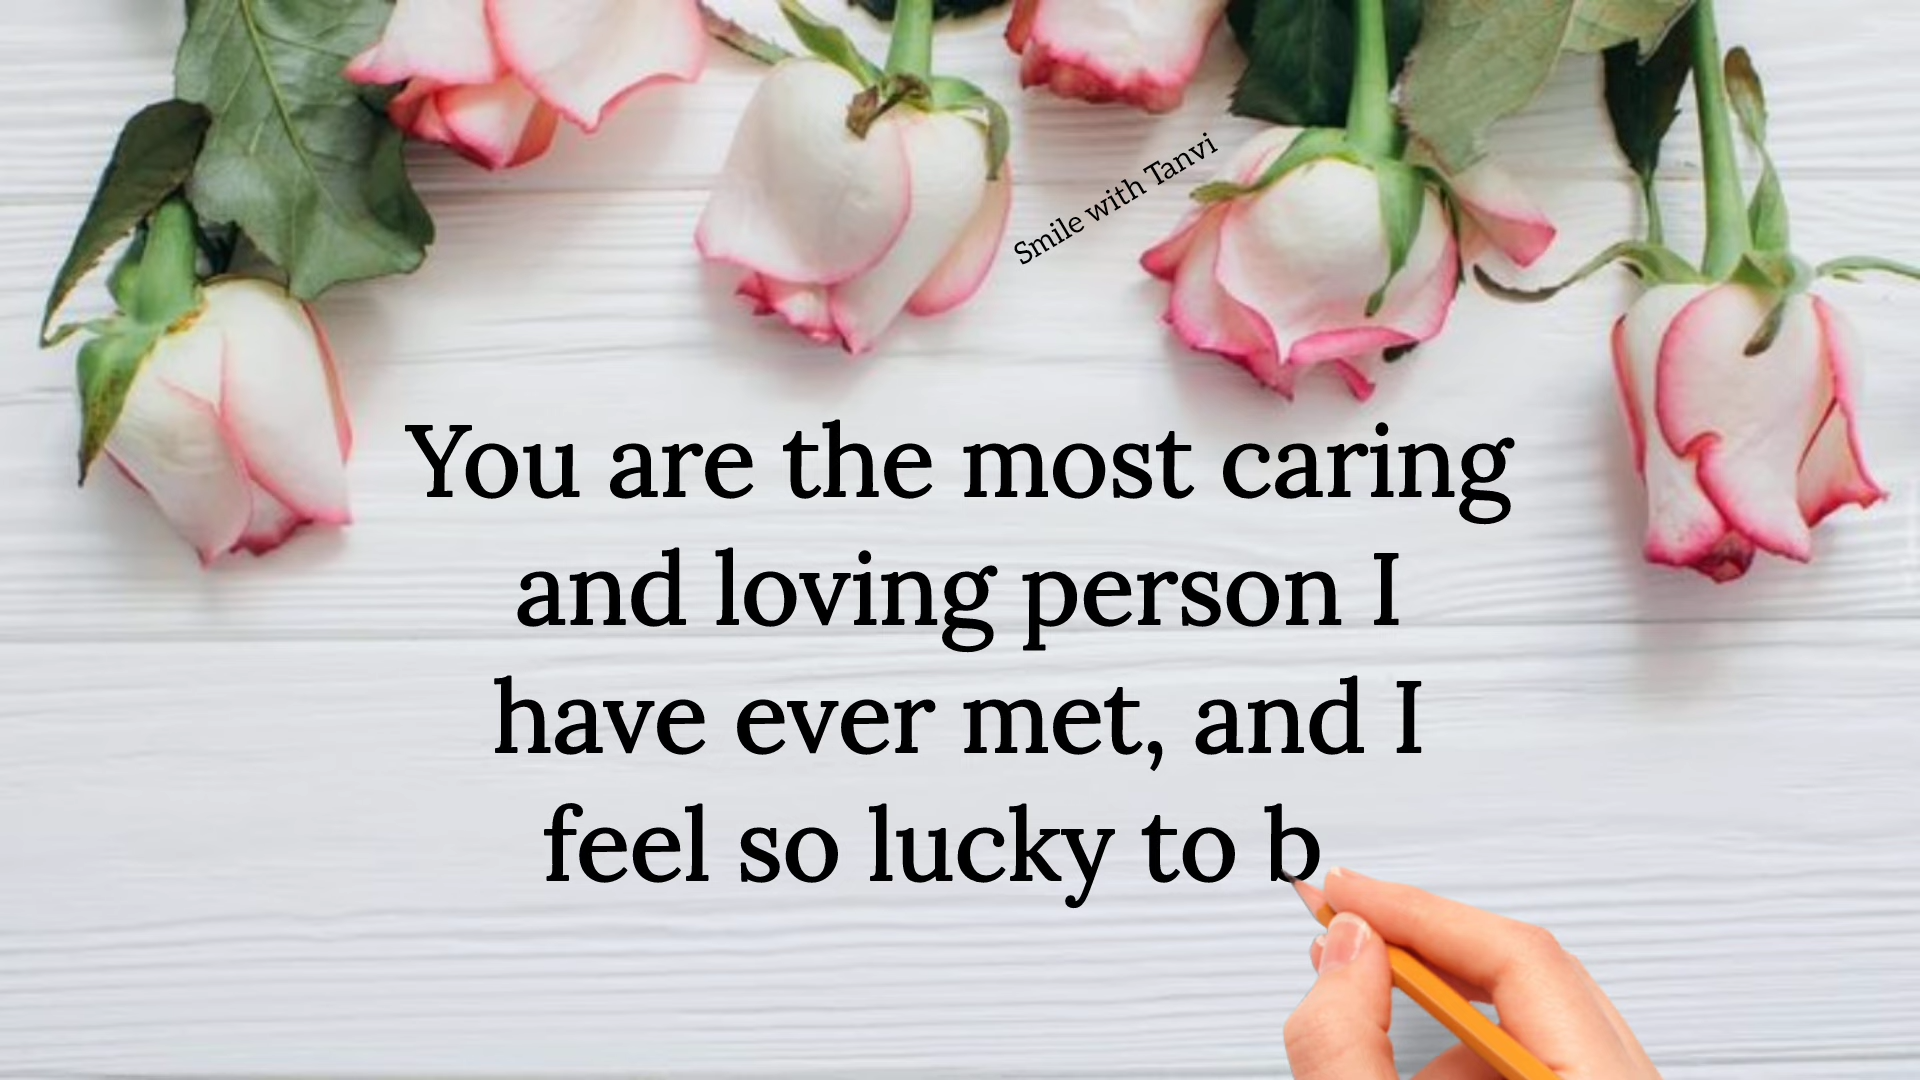 Smile with Tanvi
You are the most caring
and loving person I
have ever met, and I
feel so lucky to b